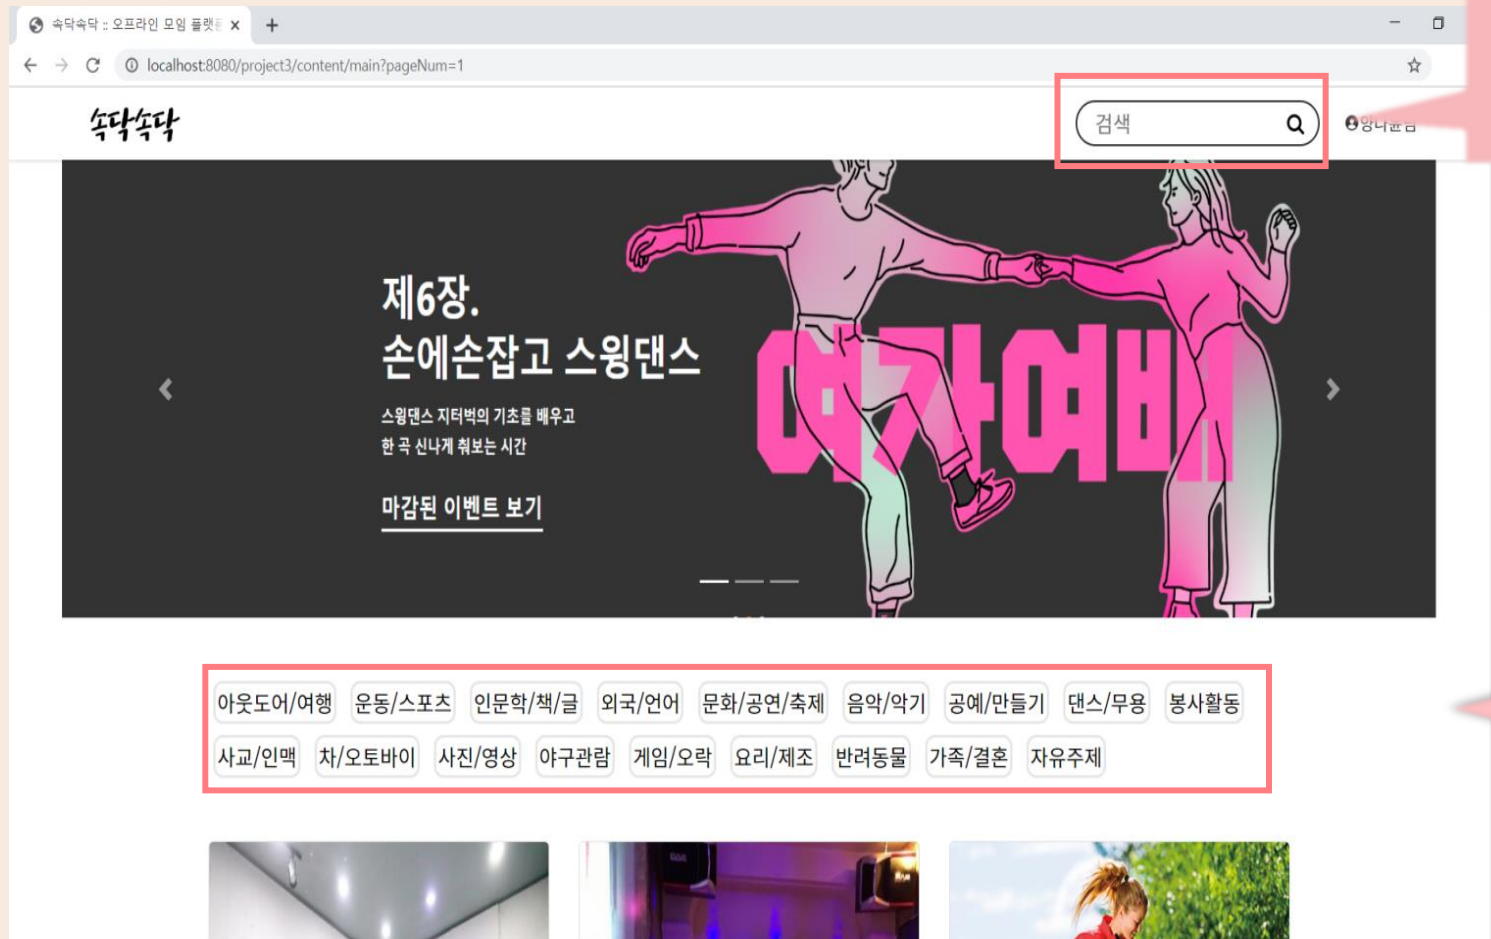 속닥속닥 :: 오프라인 모임 플랫
localhost:8080/project3/content/main?pageNum=1
속닥속닥
검색
제6장.
손에손잡고 스윙댄스
스윙댄스 지터벅의 기초를 배우고
한 곡 신나게 춰보는 시간
마감된 이벤트 보기
여가여배
아웃도어/여행 운동/스포츠 인문학/책/글 외국/언어 문화/공연/축제 음악/악기 공예/만들기 댄스/무용 봉사활동
사교/인맥 차/오토바이 사진/영상 야구관람 게임/오락 요리/제조 반려동물 가족/결혼 자유주제